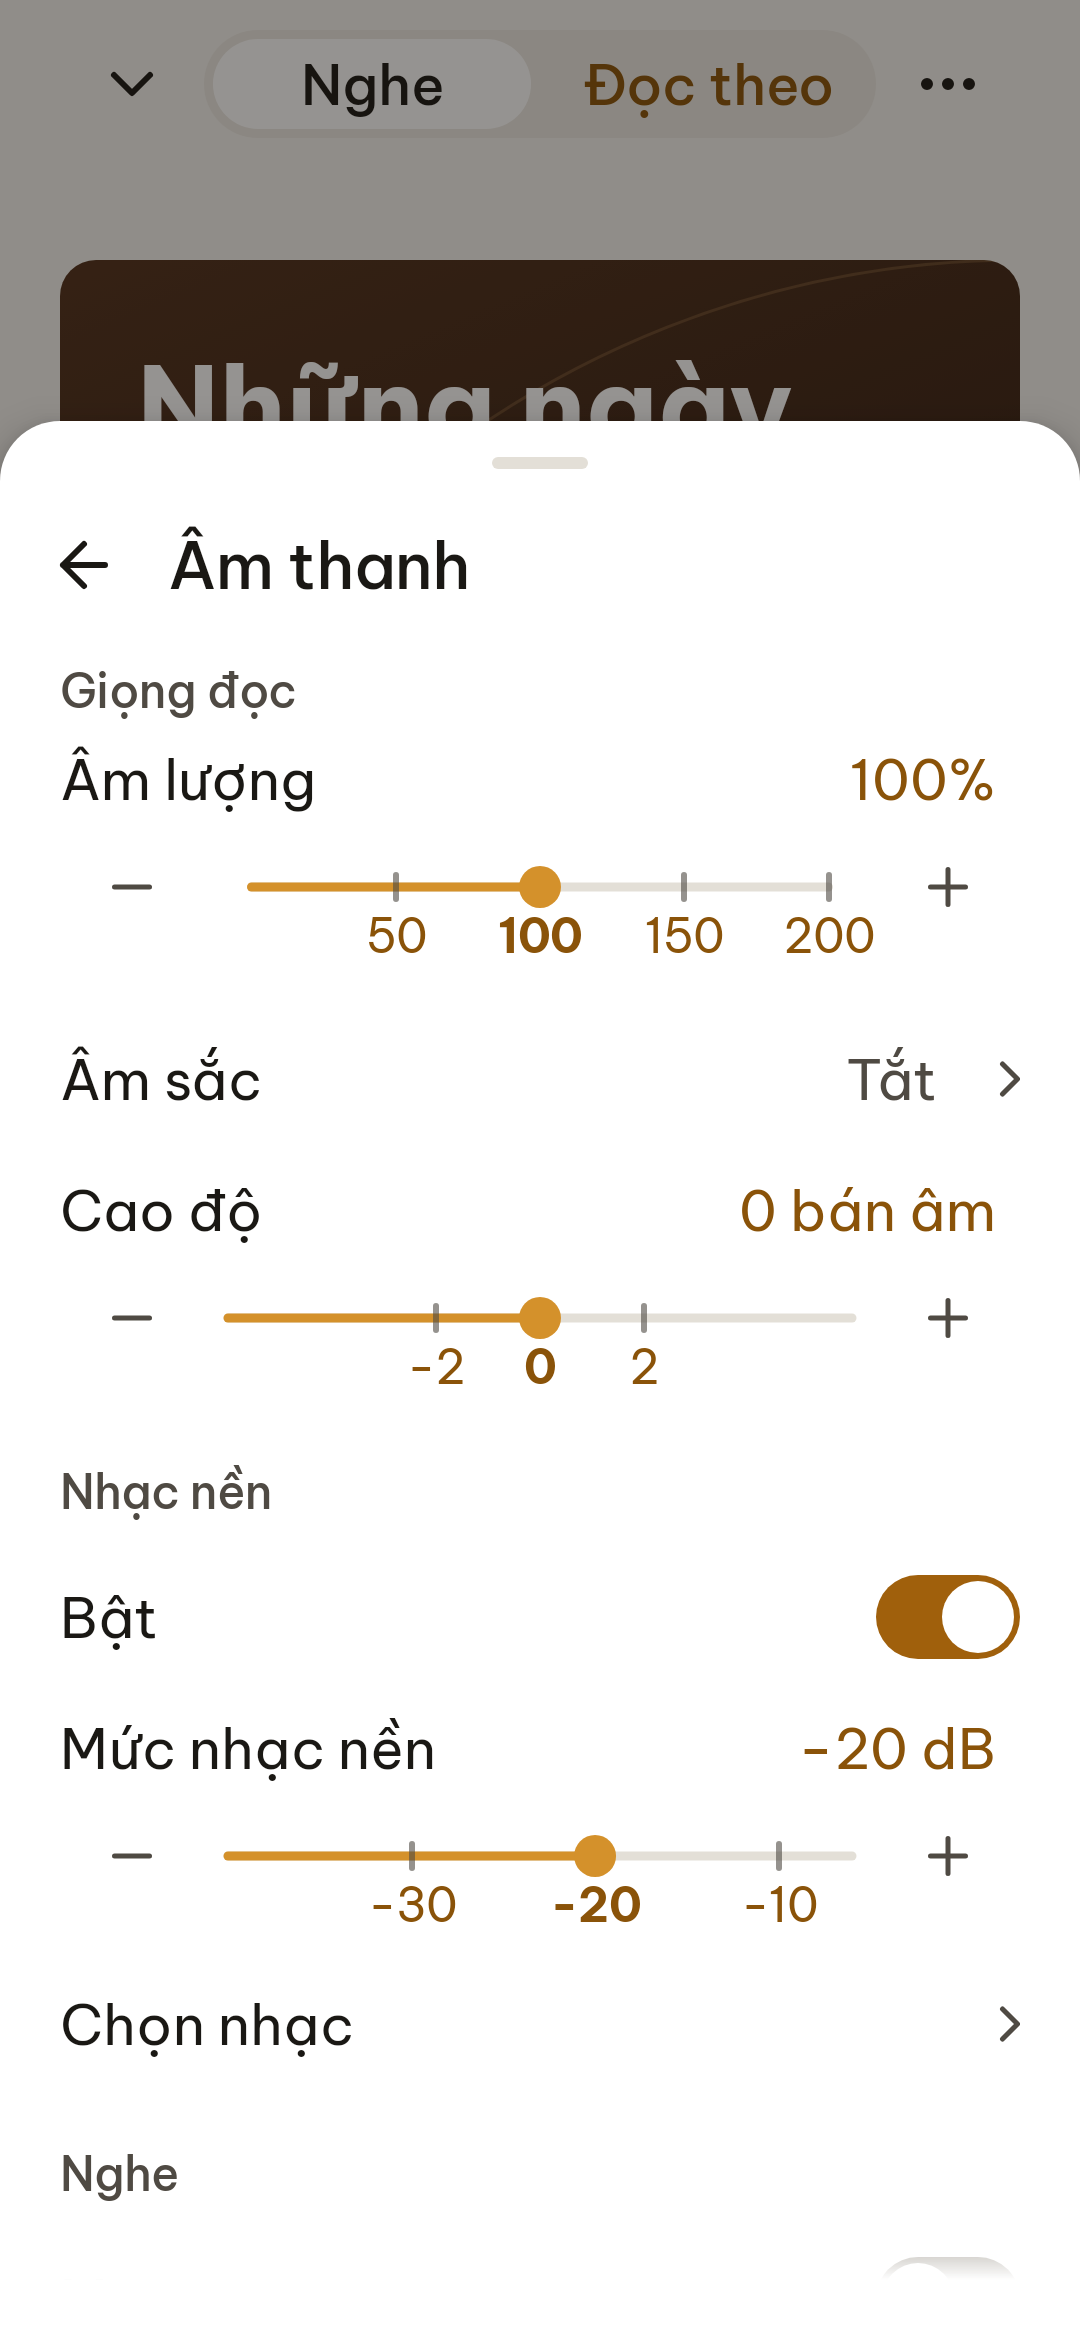 Nghe
Đọc theo
Những ngày
Âm thanh
Giọng đọc
Âm lượng
100%
50
100
150
200
Âm sắc
Tắt
Cao độ
0 bán âm
-2
0
2
Nhạc nền
Bật
Mức nhạc nền
-20 dB
-30
-20
-10
Chọn nhạc
Nghe